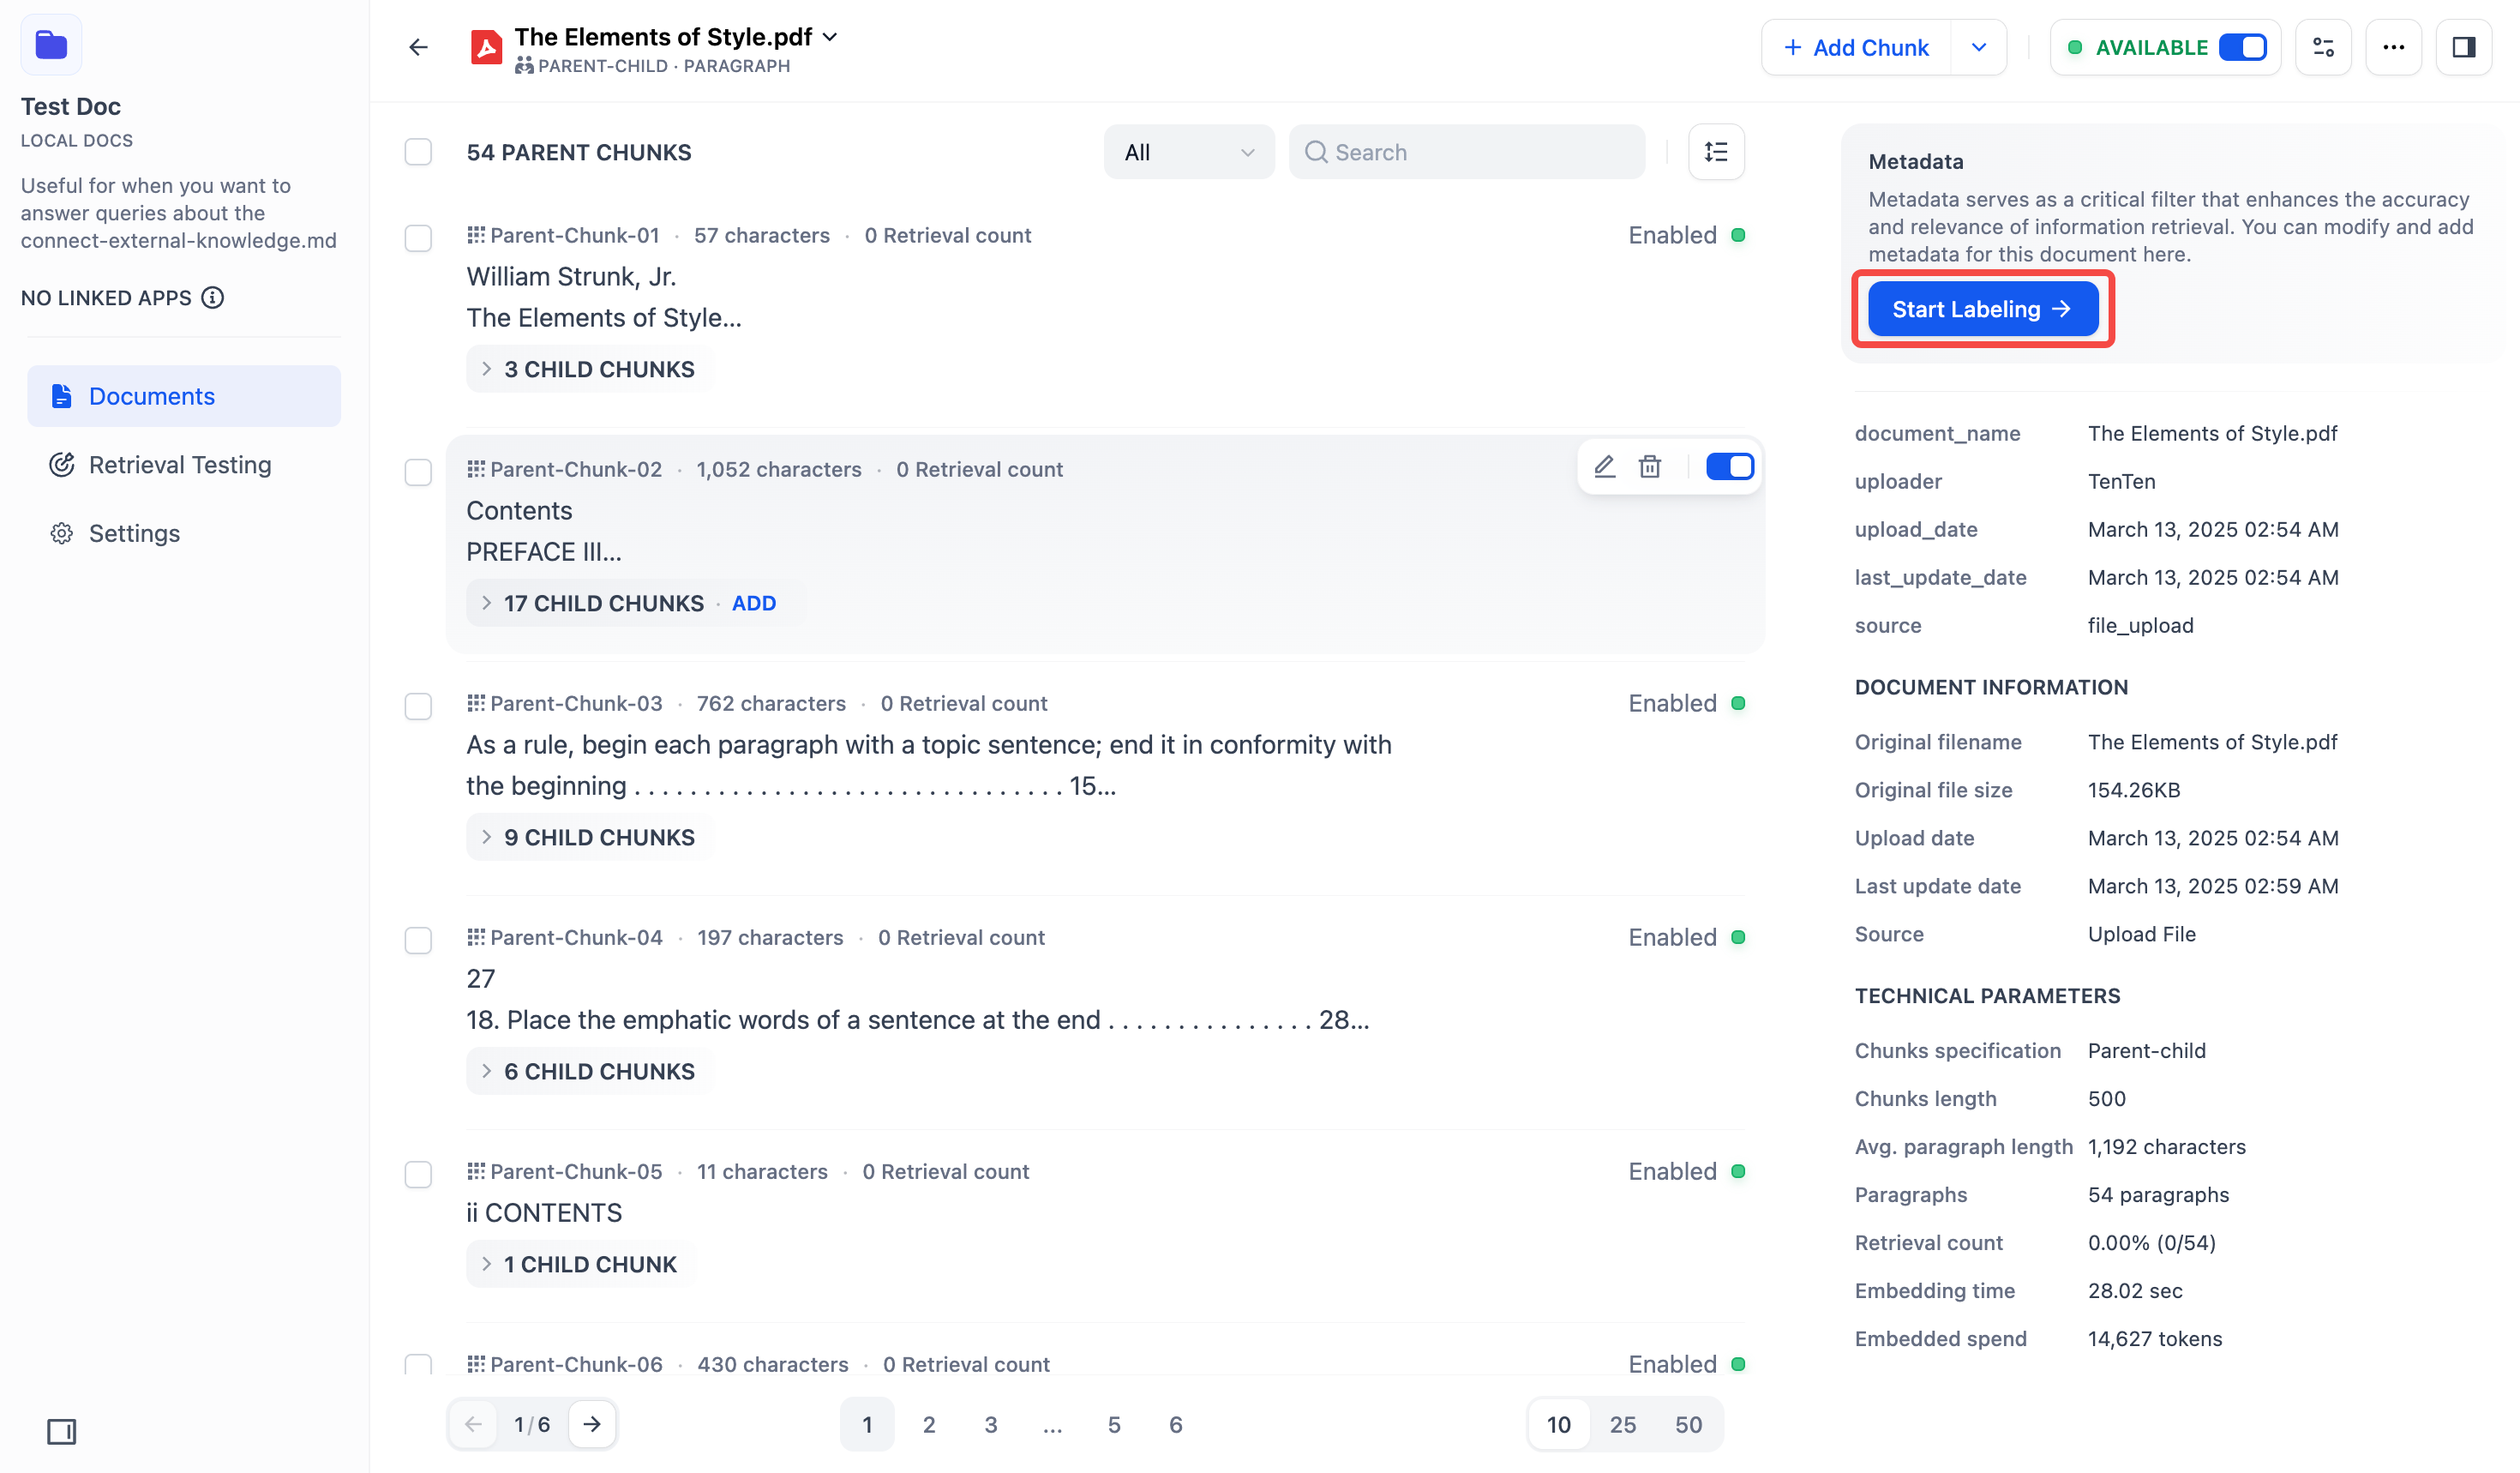 Test Doc
LOCAL DOCS
Useful for when you want to
answer queries about the
connect-external-knowledge.md
NO LINKED APPS
Documents
Retrieval Testing
Settings
The Elements of Style.pdf
PARENT-CHILD · PARAGRAPH
+ Add Chunk
AVAILABLE
54 PARENT CHUNKS
All
Search
Parent-Chunk-01 · 57 characters · 0 Retrieval count
Enabled
William Strunk, Jr.
The Elements of Style...
3 CHILD CHUNKS
Parent-Chunk-02 · 1,052 characters · 0 Retrieval count
Contents
PREFACE III...
17 CHILD CHUNKS · ADD
Parent-Chunk-03 · 762 characters · 0 Retrieval count
Enabled
As a rule, begin each paragraph with a topic sentence; end it in conformity with
the beginning . . . . . . . . . . . . . . . . . . . . . . . . . . . . . . . 15...
9 CHILD CHUNKS
Parent-Chunk-04 · 197 characters · 0 Retrieval count
Enabled
27
18. Place the emphatic words of a sentence at the end . . . . . . . . . . . . . . . 28...
6 CHILD CHUNKS
Parent-Chunk-05 · 11 characters · 0 Retrieval count
Enabled
ii CONTENTS
1 CHILD CHUNK
Parent-Chunk-06 · 430 characters · 0 Retrieval count
Enabled
1/6
1 2 3 ... 5 6
10 25 50
Metadata
Metadata serves as a critical filter that enhances the accuracy
and relevance of information retrieval. You can modify and add
metadata for this document here.
Start Labeling →
document_name The Elements of Style.pdf
uploader TenTen
upload_date March 13, 2025 02:54 AM
last_update_date March 13, 2025 02:54 AM
source file_upload
DOCUMENT INFORMATION
Original filename The Elements of Style.pdf
Original file size 154.26KB
Upload date March 13, 2025 02:54 AM
Last update date March 13, 2025 02:59 AM
Source Upload File
TECHNICAL PARAMETERS
Chunks specification Parent-child
Chunks length 500
Avg. paragraph length 1,192 characters
Paragraphs 54 paragraphs
Retrieval count 0.00% (0/54)
Embedding time 28.02 sec
Embedded spend 14,627 tokens